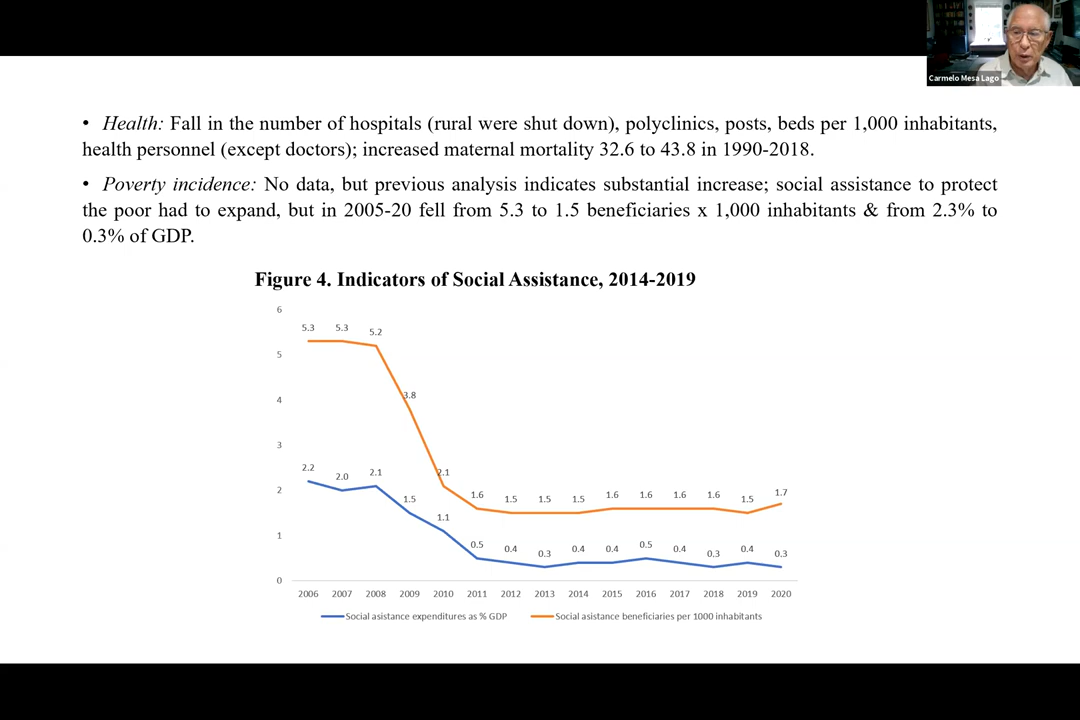 Carmelo Mesa Lago
• Health: Fall in the number of hospitals (rural were shut down), polyclinics, posts, beds per 1,000 inhabitants,
health personnel (except doctors); increased maternal mortality 32.6 to 43.8 in 1990-2018.
• Poverty incidence: No data, but previous analysis indicates substantial increase; social assistance to protect
the poor had to expand, but in 2005-20 fell from 5.3 to 1.5 beneficiaries x 1,000 inhabitants & from 2.3% to
0.3% of GDP.
Figure 4. Indicators of Social Assistance, 2014-2019
6
5.3 5.3 5.2
5
4
3.8
3
2.2 2.0 2.1 2.1
2
1.5 1.6 1.5 1.5 1.5 1.6 1.6 1.6 1.6 1.5 1.7
1.1
1
0.5 0.4 0.3 0.4 0.4 0.5 0.4 0.3 0.4 0.3
0
2006 2007 2008 2009 2010 2011 2012 2013 2014 2015 2016 2017 2018 2019 2020
Social asistance expenditures as % GDP Social asistance beneficiaries per 1000 inhabitants